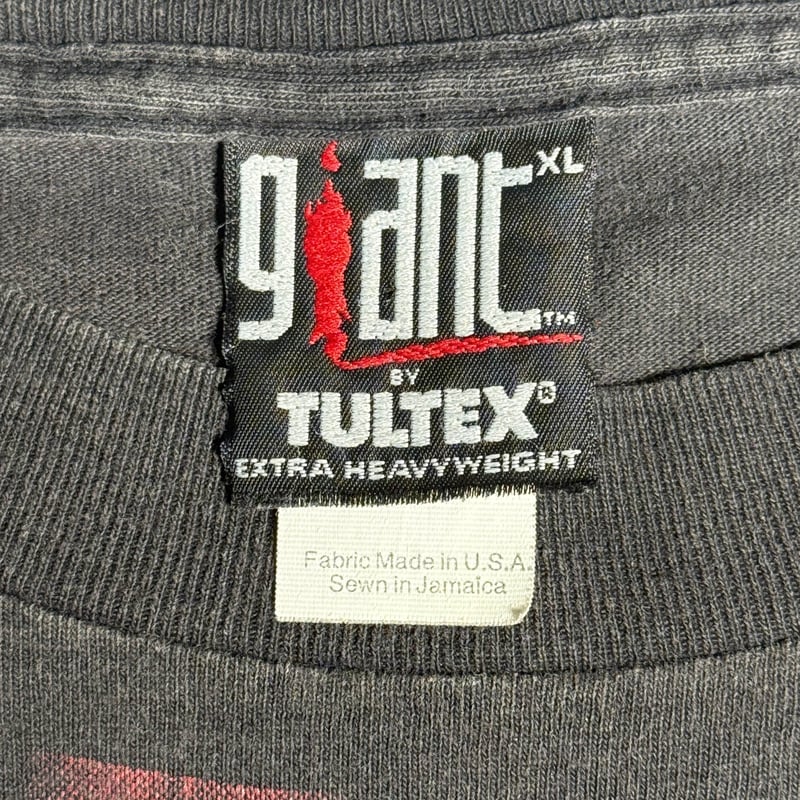 giant XL
TM
BY
TULTEX®
EXTRA HEAVYWEIGHT
Fabric Made in U.S.A.
Sewn in Jamaica